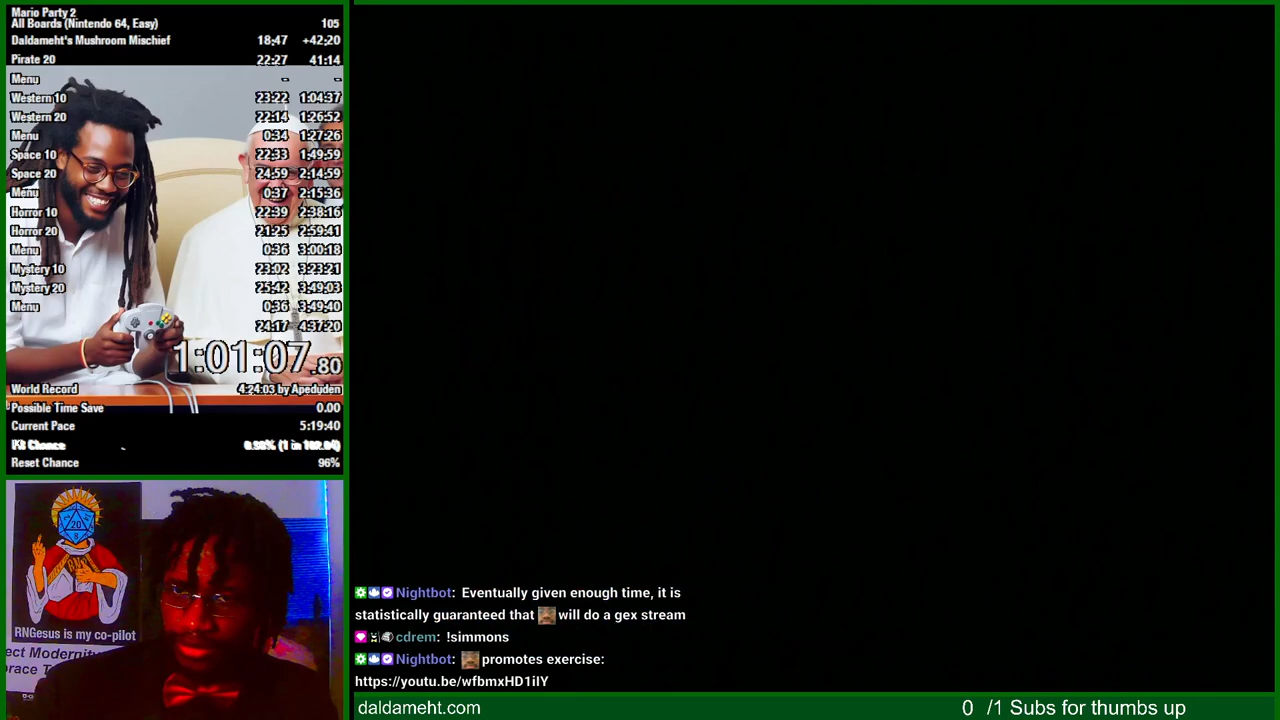 Mario Party 2
All Boards (Nintendo 64, Easy) 105
Daldameht's Mushroom Mischief 18:47 +42:20
Pirate 20 22:27 41:14
Menu - -
Western 10 23:22 1:04:37
Western 20 22:14 1:26:52
Menu 0:34 1:27:26
Space 10 22:33 1:49:59
Space 20 24:59 2:14:59
Menu 0:37 2:15:36
Horror 10 22:39 2:38:16
Horror 20 21:25 2:59:41
Menu 0:36 3:00:18
Mystery 10 23:02 3:23:21
Mystery 20 25:42 3:49:03
Menu 0:36 3:49:40
24:17 4:37:20
1:01:07.80
World Record 4:24:03 by Apeduden
Possible Time Save 0.00
Current Pace 5:19:40
Chance
Reset Chance 96%
20
8
RNGesus is my co-pilot
ect Modernity
Nightbot: Eventually given enough time, it is
statistically guaranteed that will do a gex stream
cdrem: !simmons
Nightbot: promotes exercise:
https://youtu.be/wfbmxHD1iIY
daldameht.com 0 /1 Subs for thumbs up